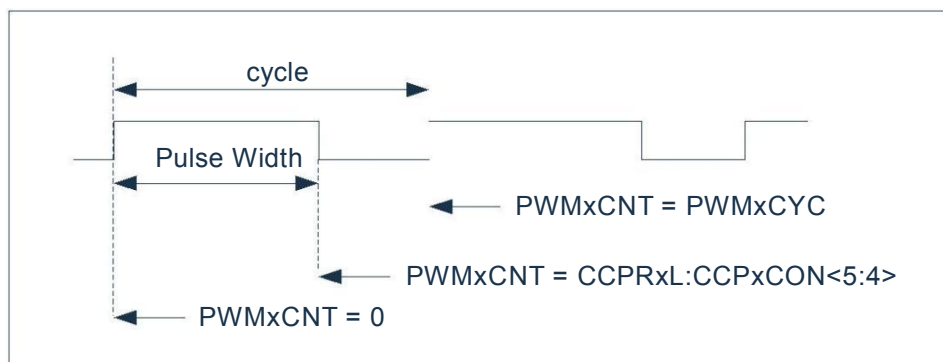 cycle
Pulse Width
PWMxCNT = PWMxCYC
PWMxCNT = CCPRxL:CCPxCON<5:4>
PWMxCNT = 0